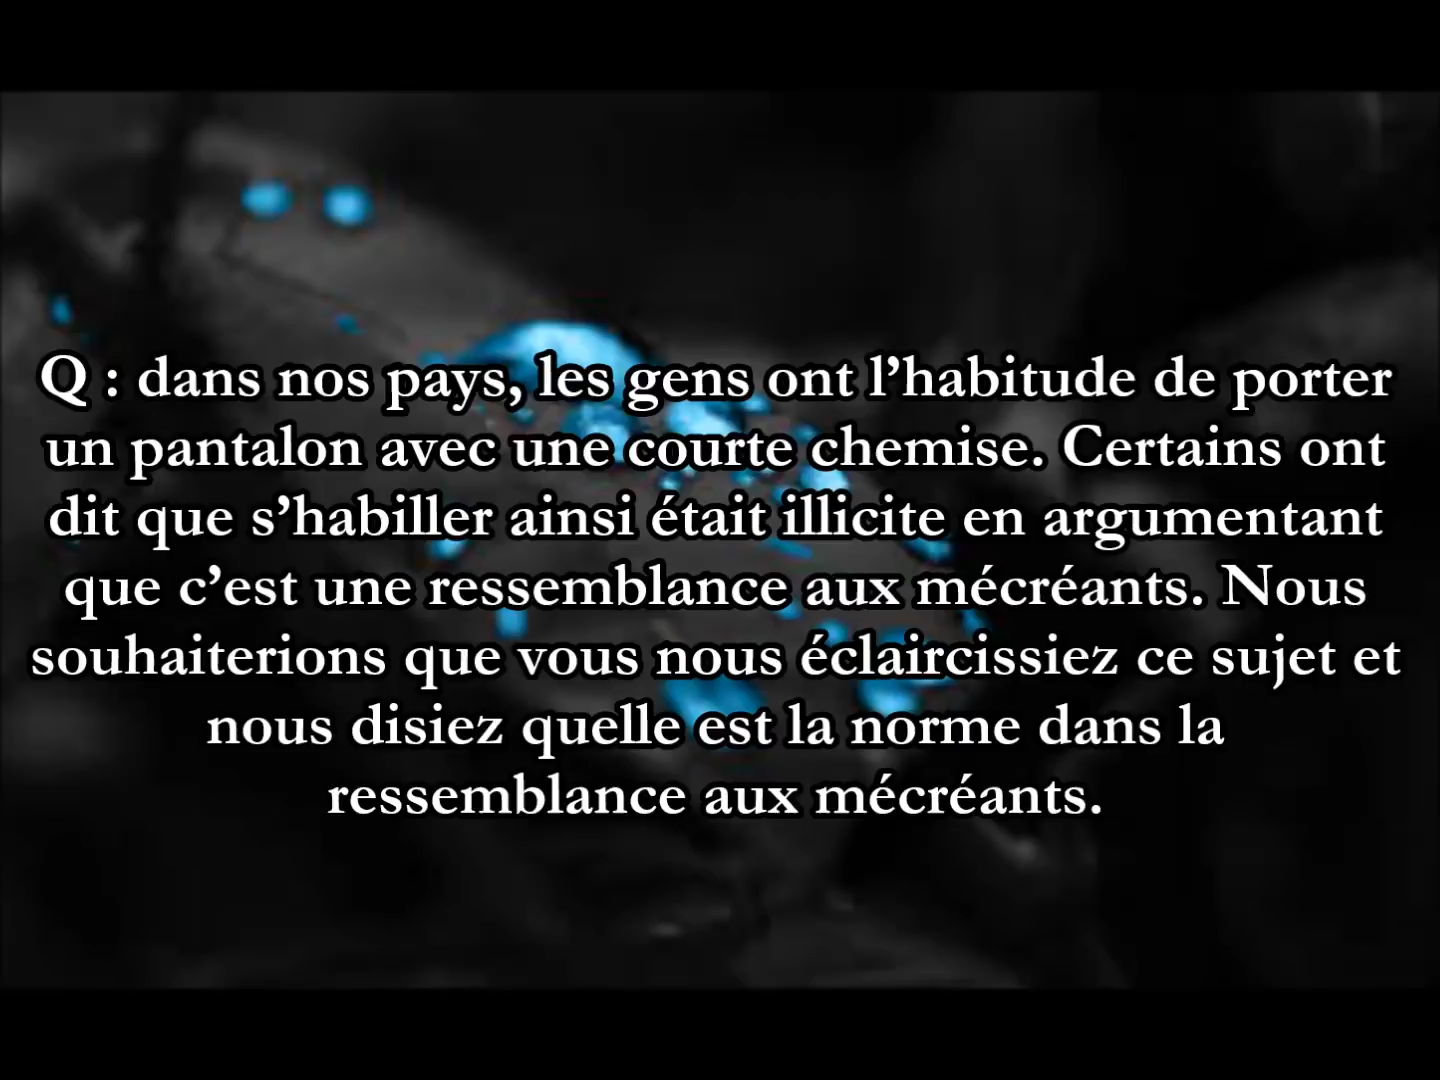 Q : dans nos pays, les gens ont l’habitude de porter
un pantalon avec une courte chemise. Certains ont
dit que s’habiller ainsi était illicite en argumentant
que c’est une ressemblance aux mécréants. Nous
souhaiterions que vous nous éclaircissiez ce sujet et
nous disiez quelle est la norme dans la
ressemblance aux mécréants.